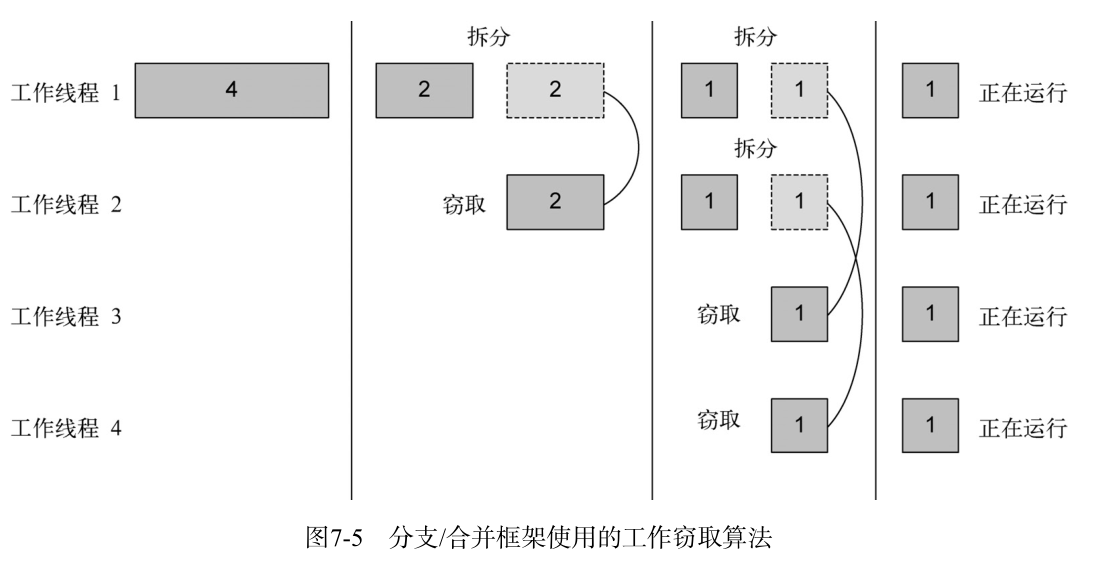 拆分 拆分
工作线程 1 4 2 2 1 1 1 正在运行
拆分
工作线程 2 窃取 2 1 1 1 正在运行
工作线程 3 窃取 1 1 正在运行
工作线程 4 窃取 1 1 正在运行
图7-5 分支/合并框架使用的工作窃取算法